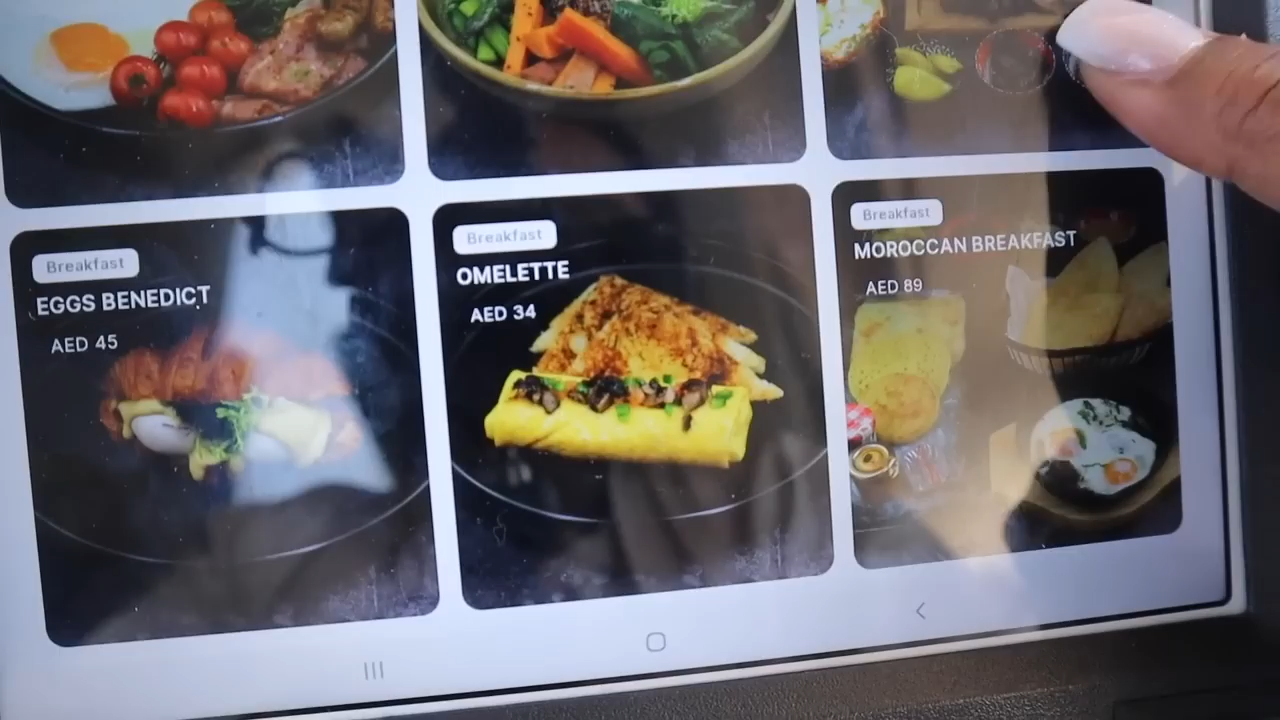 Breakfast
EGGS BENEDICT
AED 45
Breakfast
OMELETTE
AED 34
Breakfast
MOROCCAN BREAKFAST
AED 89